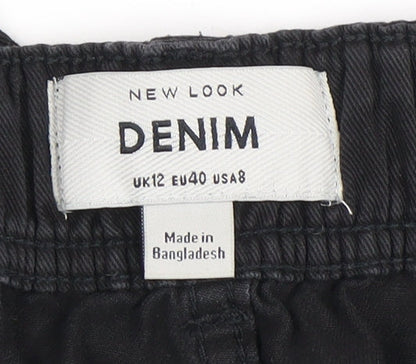 NEW LOOK
DENIM
UK12 EU40 USA8
Made in
Bangladesh